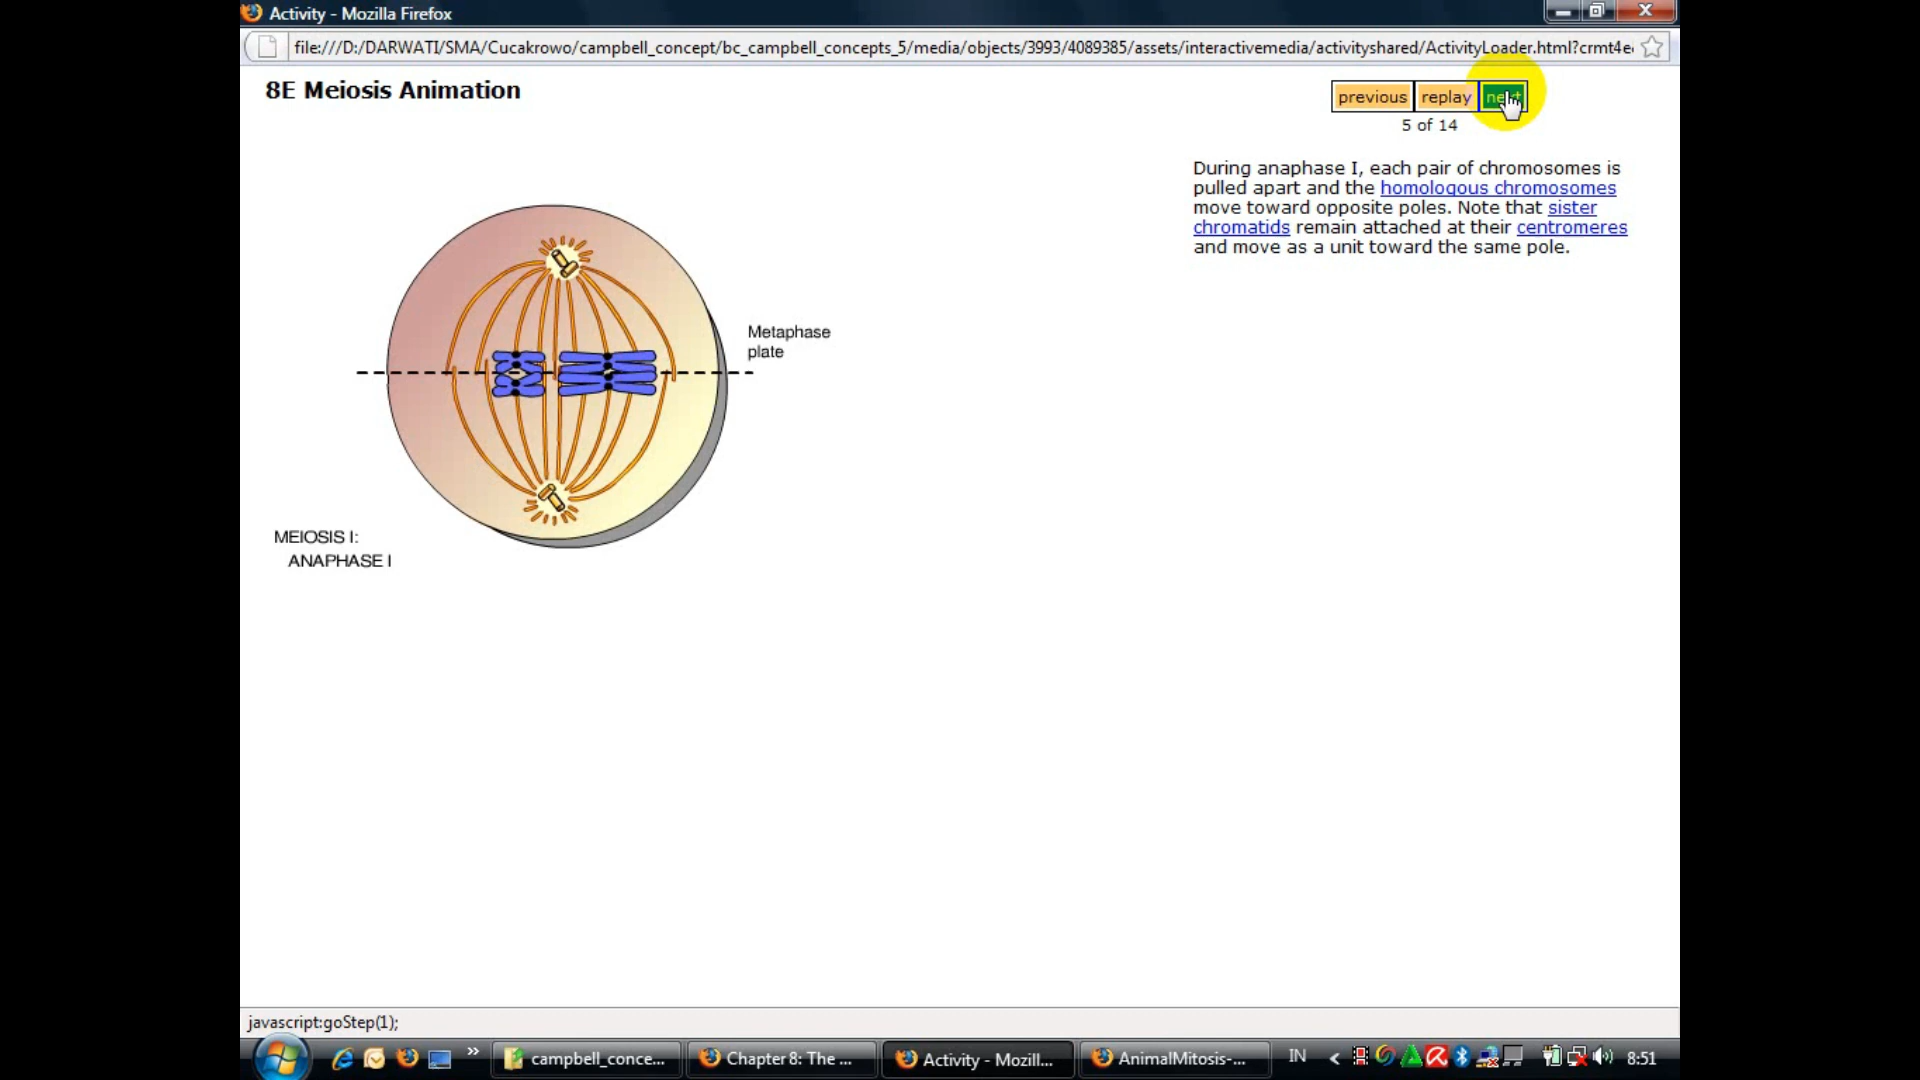 Activity - Mozilla Firefox
file:///D:/DARWATI/SMA/Cucakrowo/campbell_concept/bc_campbell_concepts_5/media/objects/3993/4089385/assets/interactivemedia/activityshared/ActivityLoader.html?crmt4e
8E Meiosis Animation
previous replay next
5 of 14
During anaphase I, each pair of chromosomes is
pulled apart and the homologous chromosomes
move toward opposite poles. Note that sister
chromatids remain attached at their centromeres
and move as a unit toward the same pole.
Metaphase
plate
MEIOSIS I:
ANAPHASE I
javascript:goStep(1);
» campbell_conce... Chapter 8: The ... Activity - Mozill... AnimalMitosis-... IN < 8:51